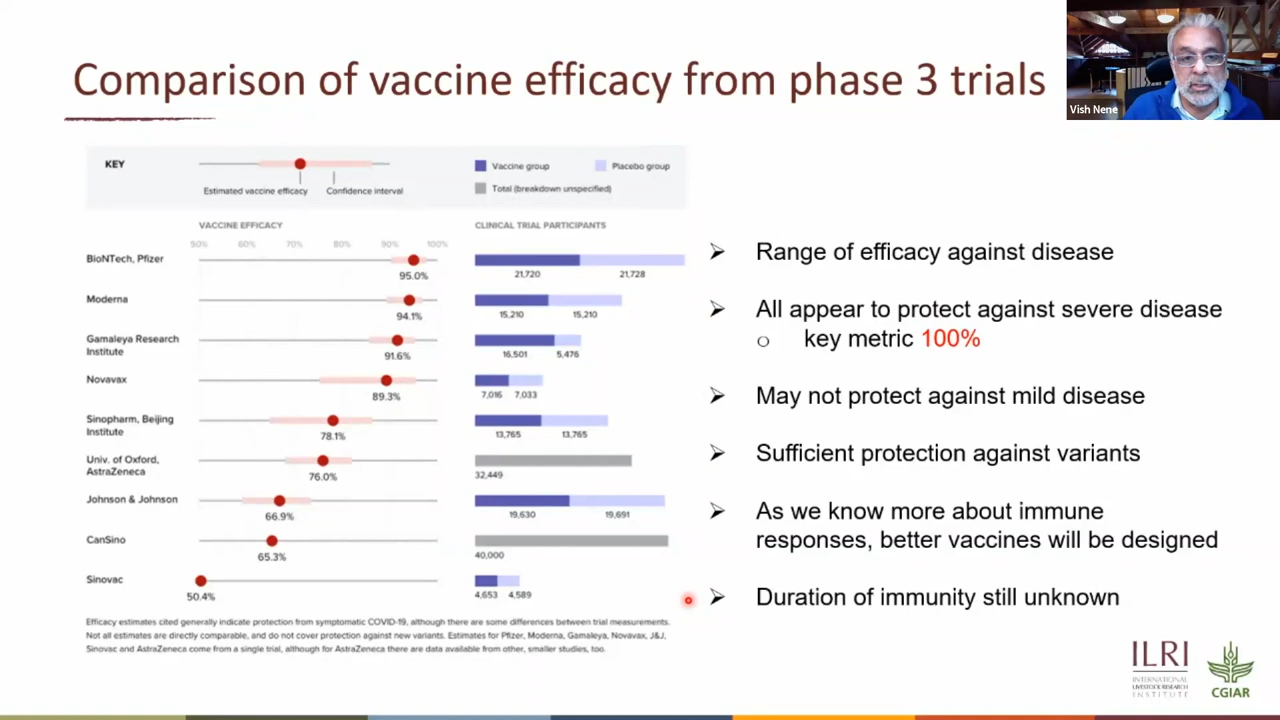 Comparison of vaccine efficacy from phase 3 trials
Vish Nene
KEY
Estimated vaccine efficacy
Confidence interval
Vaccine group
Placebo group
Total (breakdown unspecified)
VACCINE EFFICACY
CLINICAL TRIAL PARTICIPANTS
50% 60% 70% 80% 90% 100%
BioNTech, Pfizer
95.0%
21,720 21,728
Moderna
94.1%
15,210 15,210
Gamaleya Research
Institute
91.6%
16,501 5,476
Novavax
89.3%
7,016 7,033
Sinopharm, Beijing
Institute
78.1%
13,765 13,765
Univ. of Oxford,
AstraZeneca
76.0%
32,449
Johnson & Johnson
66.9%
19,630 19,691
CanSino
65.3%
40,000
Sinovac
50.4%
4,653 4,589
Efficacy estimates cited generally indicate protection from symptomatic COVID-19, although there are some differences between trial measurements.
Not all estimates are directly comparable, and do not cover protection against new variants. Estimates for Pfizer, Moderna, Gamaleya, Novavax, J&J,
Sinovac and AstraZeneca come from a single trial, although for AstraZeneca there are data available from other, smaller studies, too.
Range of efficacy against disease
All appear to protect against severe disease
key metric 100%
May not protect against mild disease
Sufficient protection against variants
As we know more about immune
responses, better vaccines will be designed
Duration of immunity still unknown
ILRI
INTERNATIONAL
LIVESTOCK RESEARCH
INSTITUTE
CGIAR